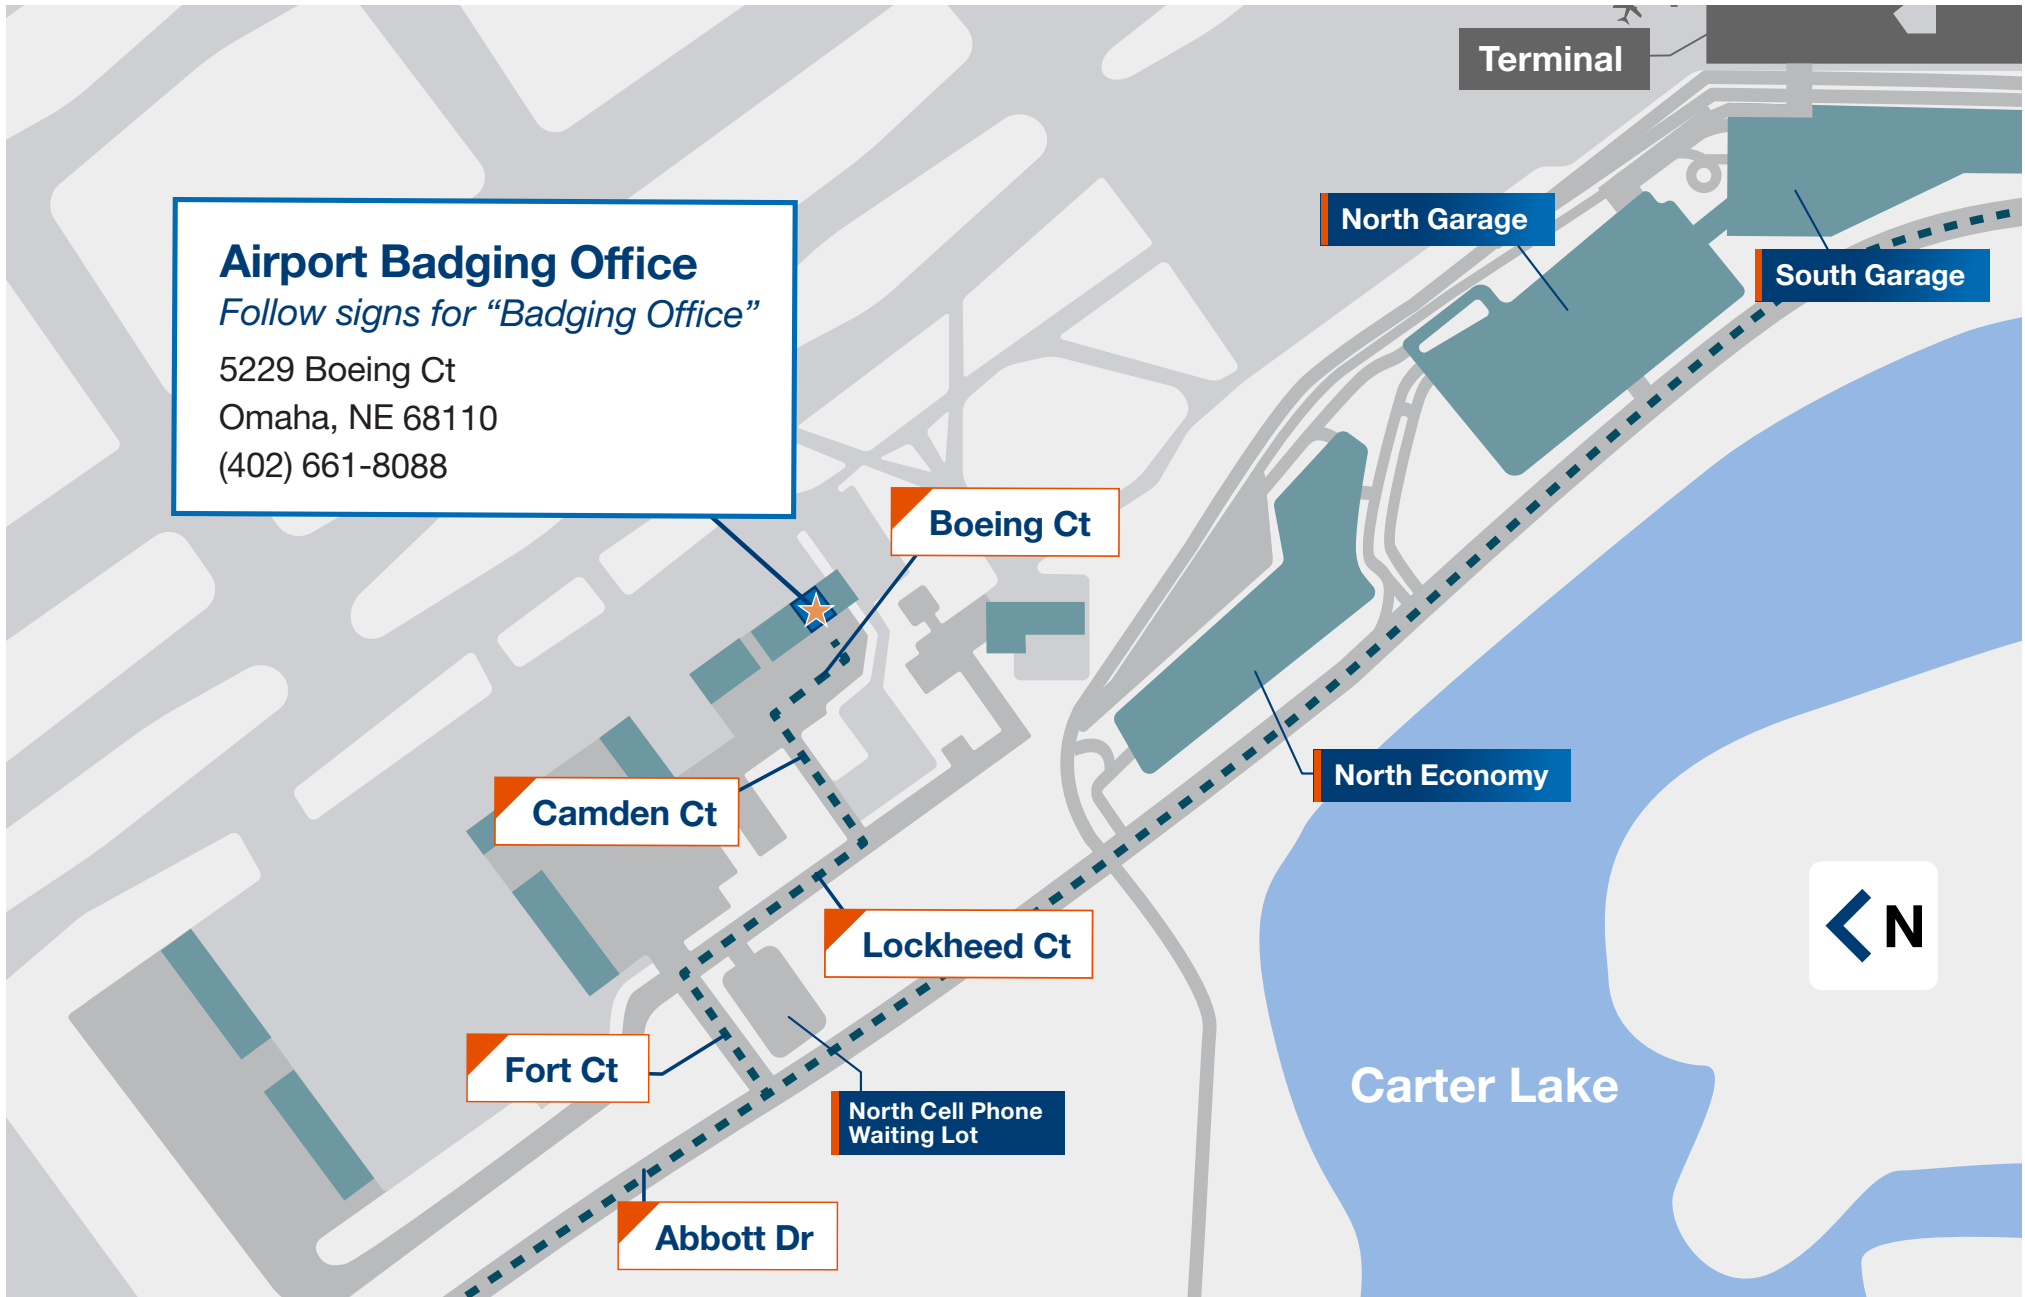 Terminal
North Garage
South Garage
Airport Badging Office
Follow signs for “Badging Office”
5229 Boeing Ct
Omaha, NE 68110
(402) 661-8088
Boeing Ct
North Economy
Camden Ct
Lockheed Ct
N
Fort Ct
Carter Lake
North Cell Phone
Waiting Lot
Abbott Dr